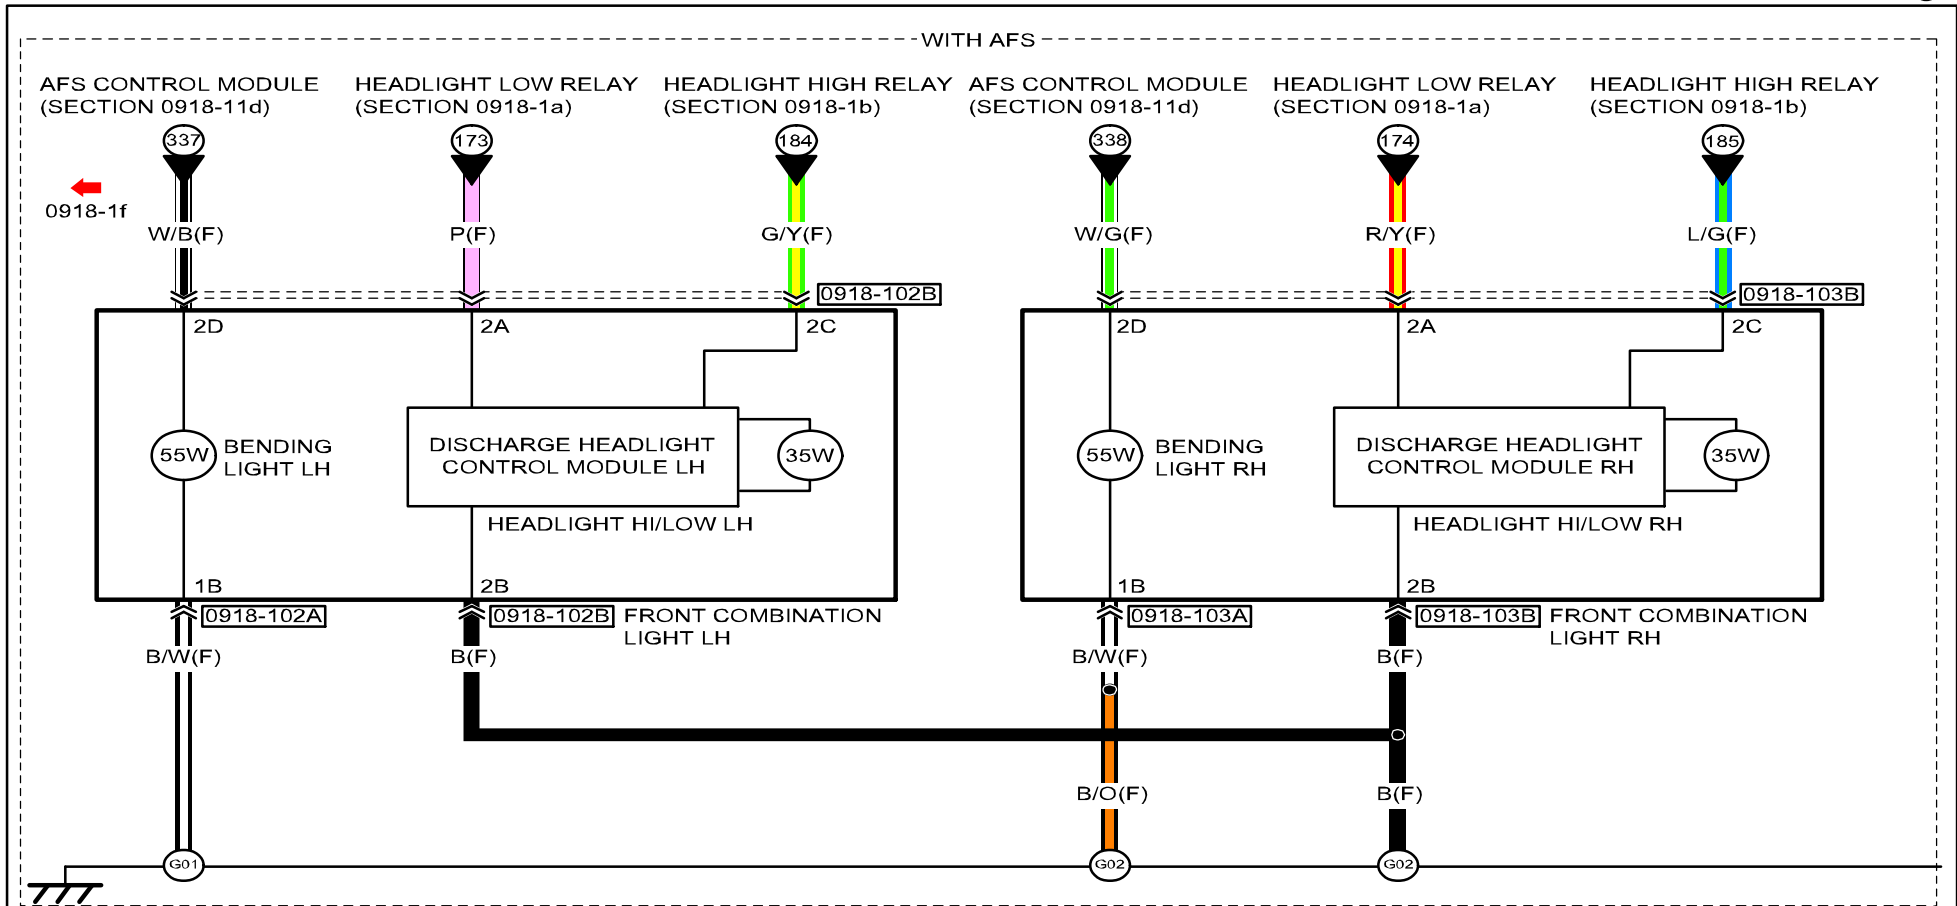 WITH AFS
AFS CONTROL MODULE
(SECTION 0918-11d)
HEADLIGHT LOW RELAY
(SECTION 0918-1a)
HEADLIGHT HIGH RELAY
(SECTION 0918-1b)
AFS CONTROL MODULE
(SECTION 0918-11d)
HEADLIGHT LOW RELAY
(SECTION 0918-1a)
HEADLIGHT HIGH RELAY
(SECTION 0918-1b)
337
173
184
338
174
185
0918-1f
W/B(F)
P(F)
G/Y(F)
W/G(F)
R/Y(F)
L/G(F)
0918-102B
0918-103B
2D
2A
2C
2D
2A
2C
55W
BENDING
LIGHT LH
DISCHARGE HEADLIGHT
CONTROL MODULE LH
35W
HEADLIGHT HI/LOW LH
55W
BENDING
LIGHT RH
DISCHARGE HEADLIGHT
CONTROL MODULE RH
35W
HEADLIGHT HI/LOW RH
1B
2B
1B
2B
0918-102A
0918-102B
FRONT COMBINATION
LIGHT LH
0918-103A
0918-103B
FRONT COMBINATION
LIGHT RH
B/W(F)
B(F)
B/W(F)
B(F)
B/O(F)
B(F)
G01
G02
G02